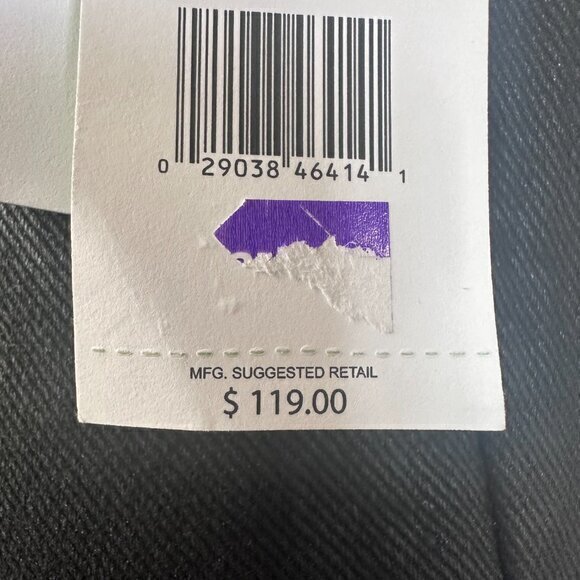 0 29038 46414 1
MFG. SUGGESTED RETAIL
$ 119.00